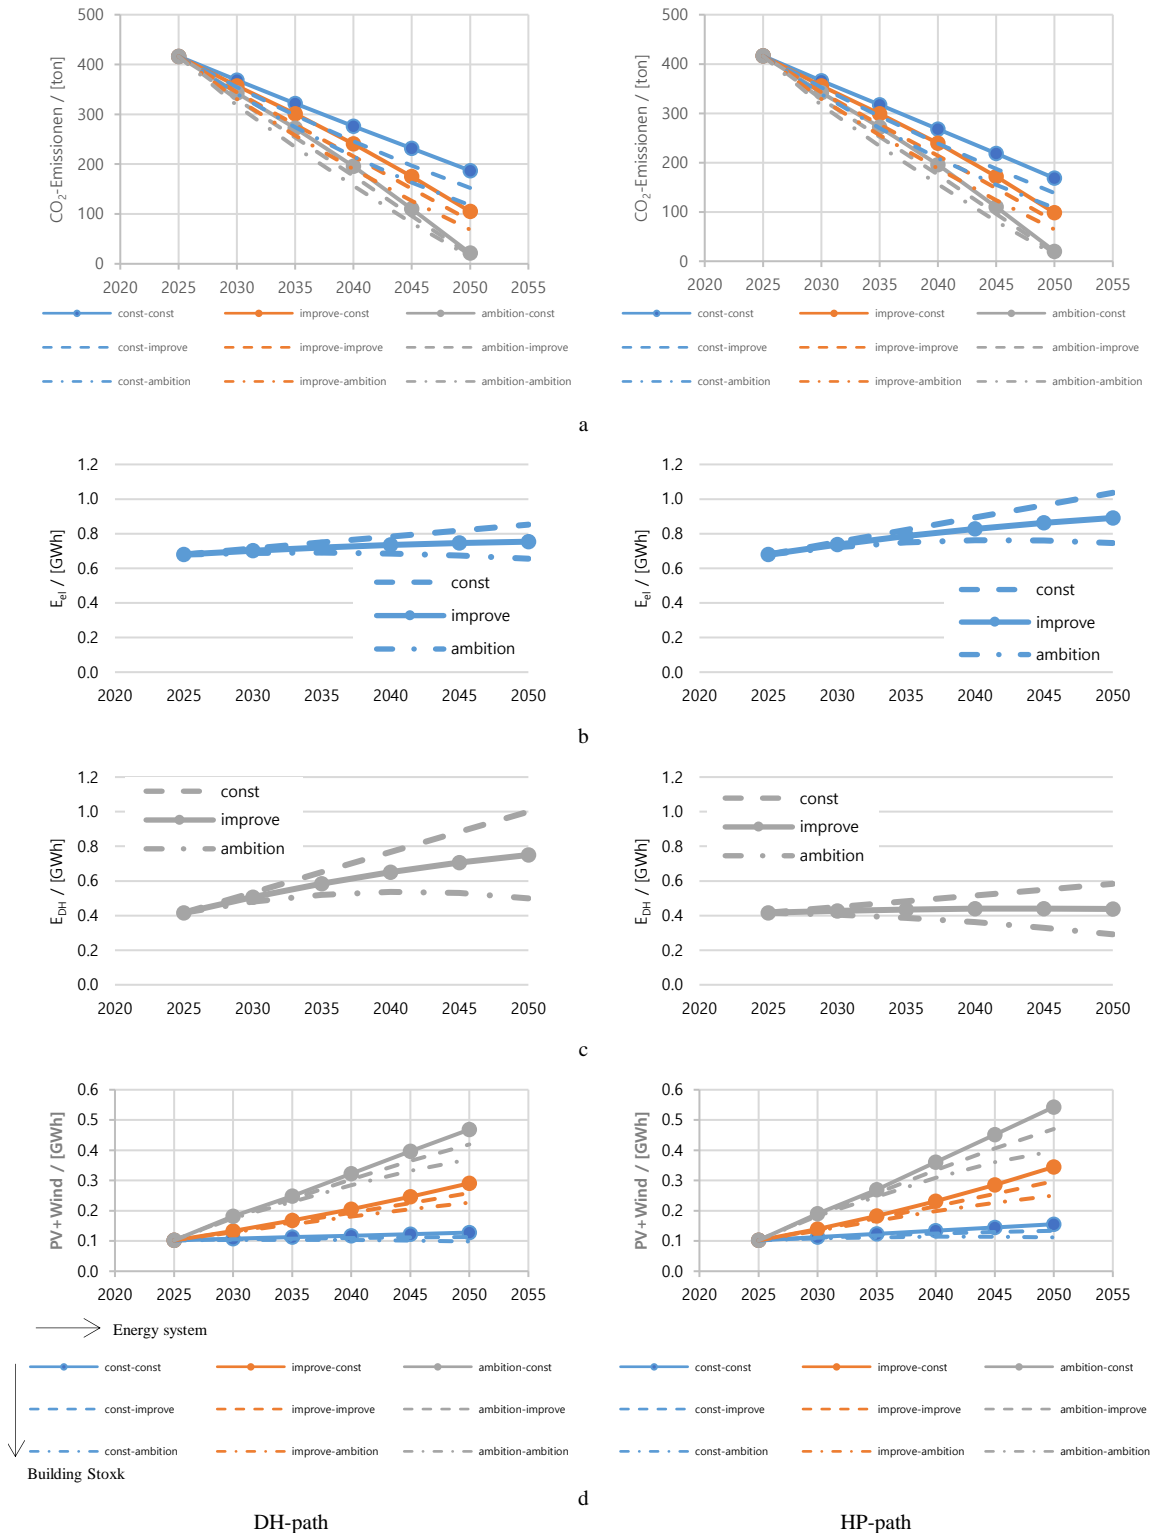 500
400
300
200
100
0
CO₂-Emissionen / [ton]
2020 2025 2030 2035 2040 2045 2050 2055
const-const improve-const ambition-const
const-improve improve-improve ambition-improve
const-ambition improve-ambition ambition-ambition
500
400
300
200
100
0
CO₂-Emissionen / [ton]
2020 2025 2030 2035 2040 2045 2050 2055
const-const improve-const ambition-const
const-improve improve-improve ambition-improve
const-ambition improve-ambition ambition-ambition
a
1.2
1.0
0.8
0.6
0.4
0.2
0.0
Eel / [GWh]
const
improve
ambition
2020 2025 2030 2035 2040 2045 2050
1.2
1.0
0.8
0.6
0.4
0.2
0.0
Eel / [GWh]
const
improve
ambition
2020 2025 2030 2035 2040 2045 2050
b
1.2
1.0
0.8
0.6
0.4
0.2
0.0
EDH / [GWh]
const
improve
ambition
2020 2025 2030 2035 2040 2045 2050
1.2
1.0
0.8
0.6
0.4
0.2
0.0
EDH / [GWh]
const
improve
ambition
2020 2025 2030 2035 2040 2045 2050
c
0.6
0.5
0.4
0.3
0.2
0.1
0.0
PV+Wind / [GWh]
2020 2025 2030 2035 2040 2045 2050 2055
0.6
0.5
0.4
0.3
0.2
0.1
0.0
PV+Wind / [GWh]
2020 2025 2030 2035 2040 2045 2050 2055
Energy system
const-const improve-const ambition-const
const-improve improve-improve ambition-improve
const-ambition improve-ambition ambition-ambition
Building Stoxk
const-const improve-const ambition-const
const-improve improve-improve ambition-improve
const-ambition improve-ambition ambition-ambition
d
DH-path HP-path